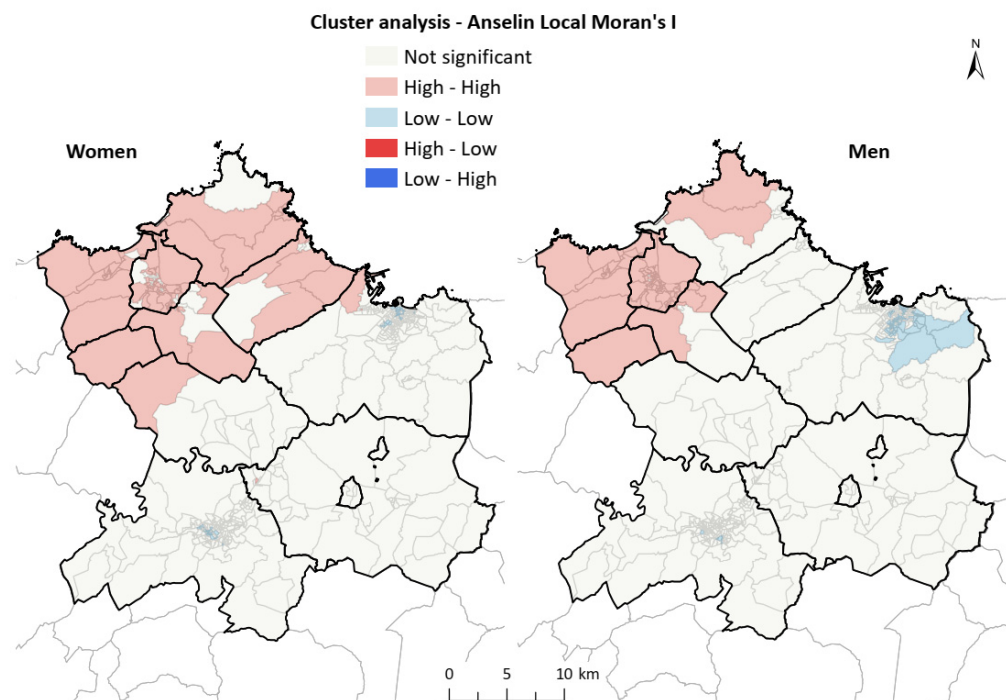 Cluster analysis - Anselin Local Moran's I
Not significant
High - High
Low - Low
High - Low
Low - High
N
Women
Men
0 5 10 km